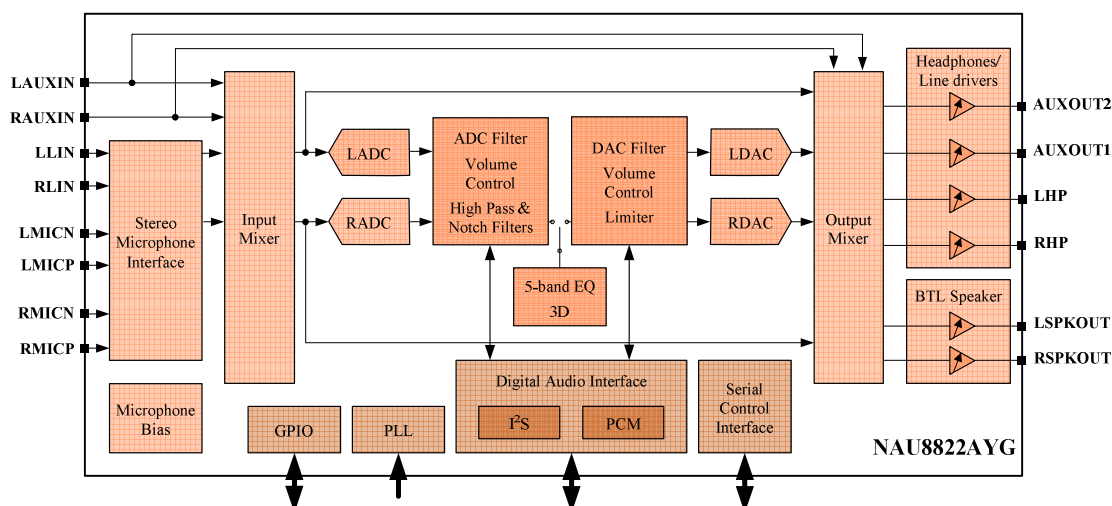 LAUXIN
RAUXIN
LLIN
RLIN
LMICN
LMICP
RMICN
RMICP
Stereo
Microphone
Interface
Microphone
Bias
Input
Mixer
LADC
RADC
ADC Filter
Volume
Control
High Pass &
Notch Filters
DAC Filter
Volume
Control
Limiter
5-band EQ
3D
LDAC
RDAC
Output
Mixer
Headphones/
Line drivers
BTL Speaker
AUXOUT2
AUXOUT1
LHP
RHP
LSPKOUT
RSPKOUT
GPIO
PLL
Digital Audio Interface
I²S
PCM
Serial
Control
Interface
NAU8822AYG